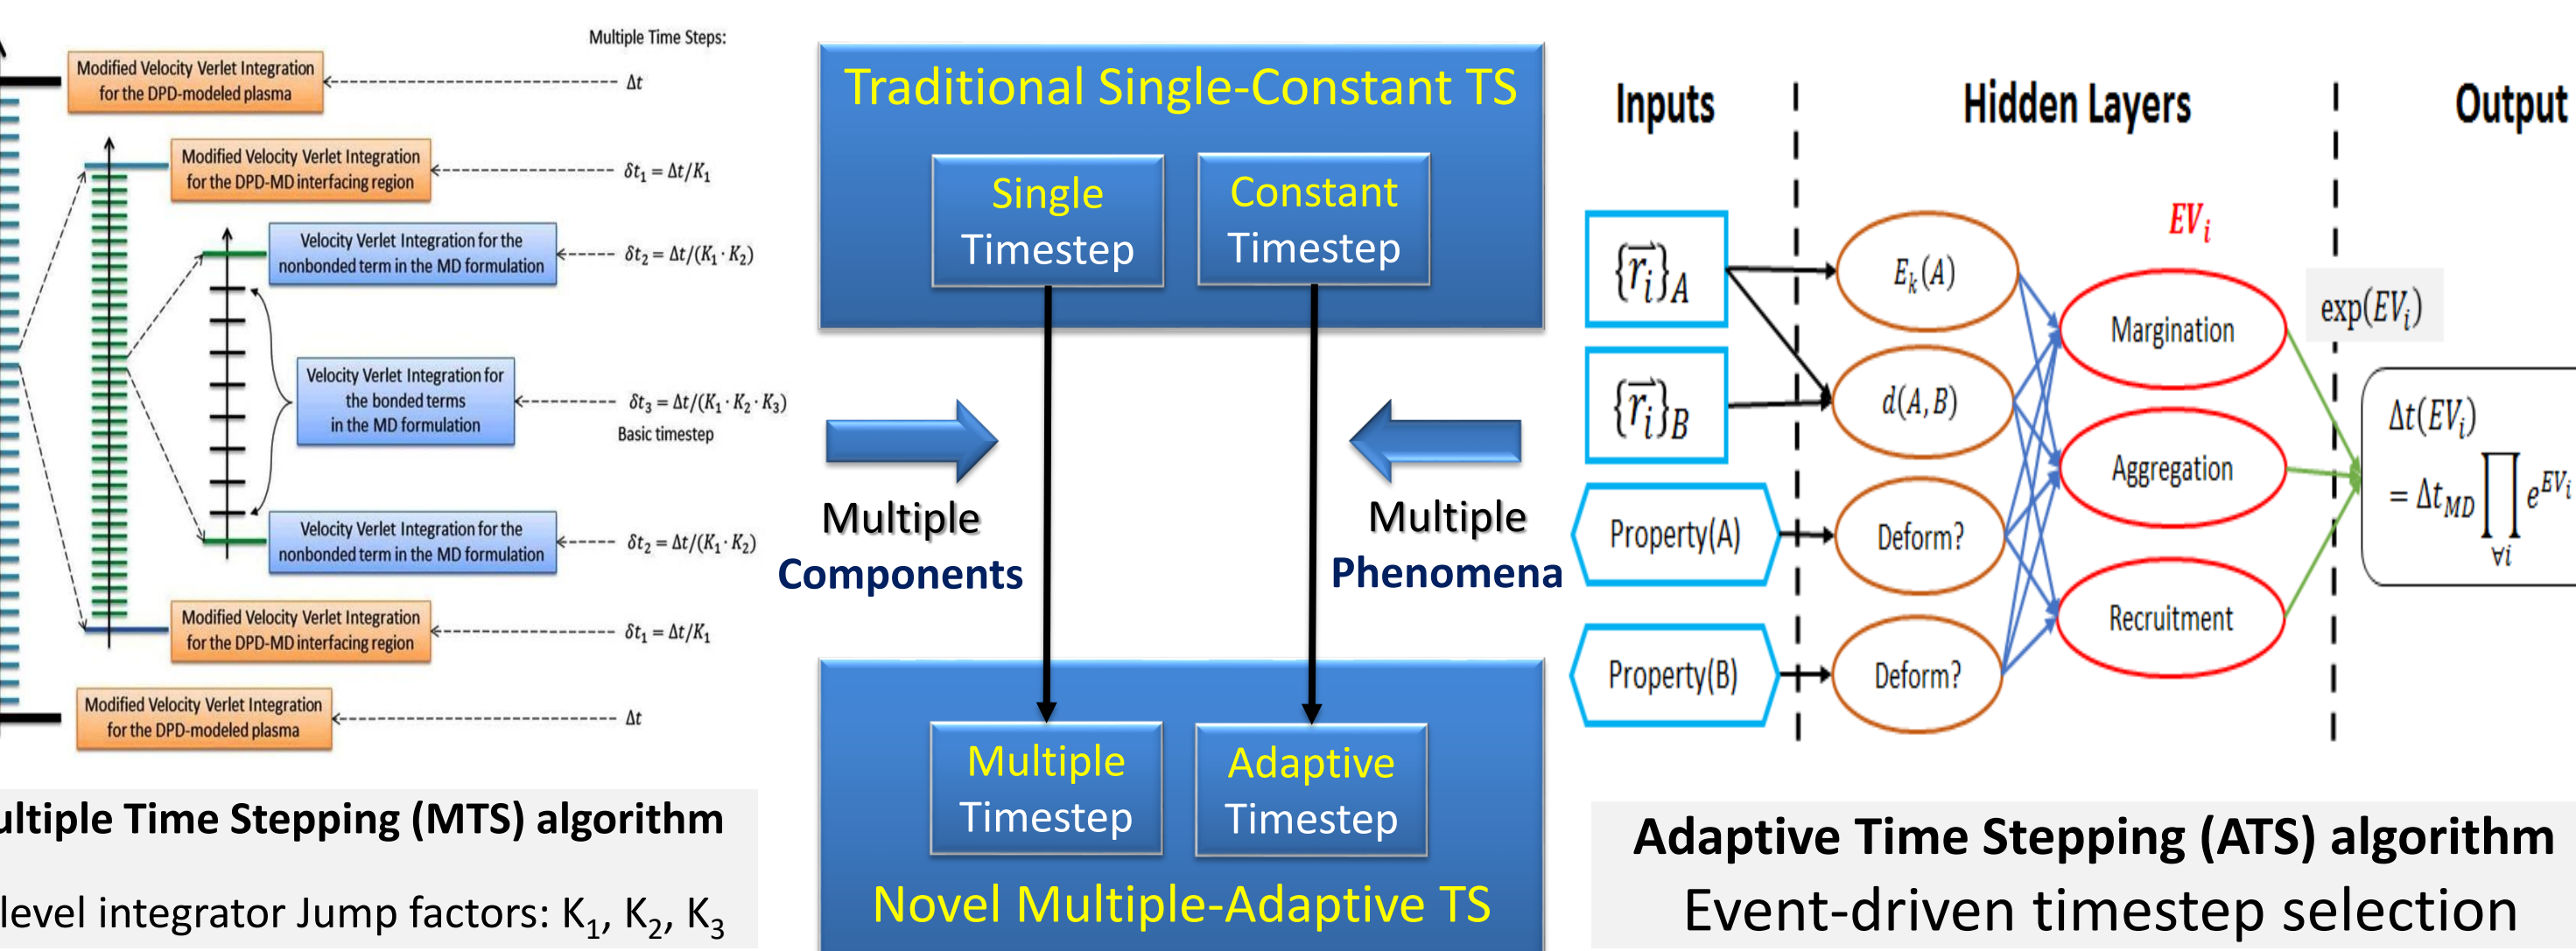 Multiple Time Steps:
Modified Velocity Verlet Integration
for the DPD-modeled plasma
Δt
Modified Velocity Verlet Integration
for the DPD-MD interfacing region
δt₁ = Δt/K₁
Velocity Verlet Integration for the
nonbonded term in the MD formulation
δt₂ = Δt/(K₁ · K₂)
Velocity Verlet Integration for
the bonded terms
in the MD formulation
δt₃ = Δt/(K₁ · K₂ · K₃)
Basic timestep
Velocity Verlet Integration for the
nonbonded term in the MD formulation
δt₂ = Δt/(K₁ · K₂)
Modified Velocity Verlet Integration
for the DPD-MD interfacing region
δt₁ = Δt/K₁
Modified Velocity Verlet Integration
for the DPD-modeled plasma
Δt
ultiple Time Stepping (MTS) algorithm
level integrator Jump factors: K₁, K₂, K₃
Traditional Single-Constant TS
Single
Timestep
Constant
Timestep
Multiple
Components
Multiple
Phenomena
Multiple
Timestep
Adaptive
Timestep
Novel Multiple-Adaptive TS
Inputs
Hidden Layers
Output
{r⃗ᵢ}A
{r⃗ᵢ}B
Property(A)
Property(B)
Eₖ(A)
d(A,B)
Deform?
Deform?
EVᵢ
Margination
Aggregation
Recruitment
exp(EVᵢ)
Δt(EVᵢ)
= Δt_MD ∏ e^EVᵢ
∀i
Adaptive Time Stepping (ATS) algorithm
Event-driven timestep selection